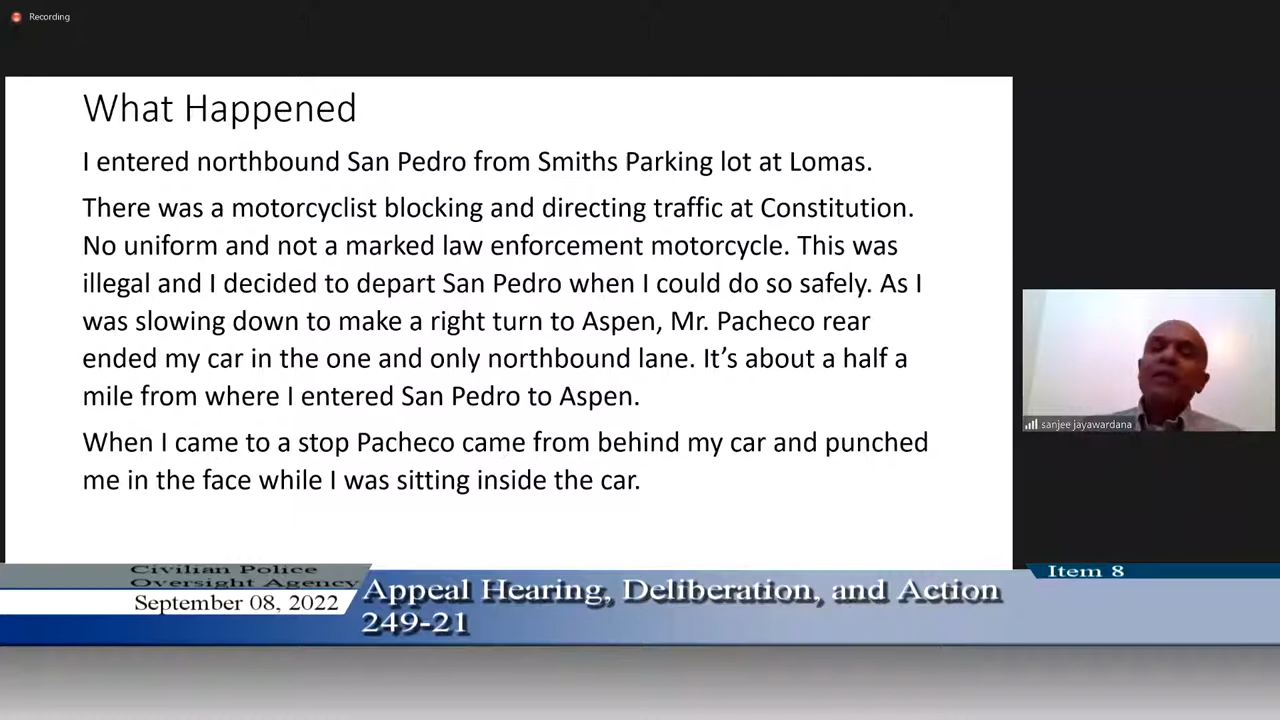 Recording
What Happened
I entered northbound San Pedro from Smiths Parking lot at Lomas.
There was a motorcyclist blocking and directing traffic at Constitution.
No uniform and not a marked law enforcement motorcycle. This was
illegal and I decided to depart San Pedro when I could do so safely. As I
was slowing down to make a right turn to Aspen, Mr. Pacheco rear
ended my car in the one and only northbound lane. It’s about a half a
mile from where I entered San Pedro to Aspen.
When I came to a stop Pacheco came from behind my car and punched
me in the face while I was sitting inside the car.
sanjee jayawardana
Civilian Police
Oversight Agency
September 08, 2022
Appeal Hearing, Deliberation, and Action
249-21
Item 8